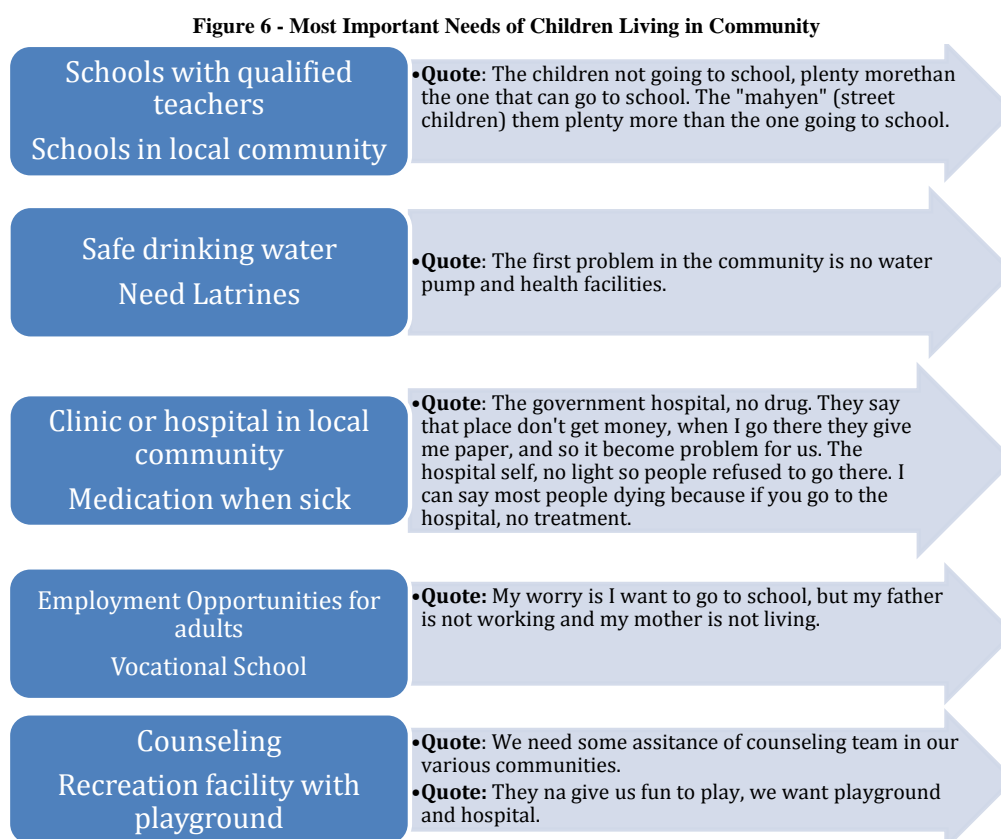 Figure 6 - Most Important Needs of Children Living in Community
Schools with qualified
teachers
Schools in local community
•Quote: The children not going to school, plenty morethan
the one that can go to school. The "mahyen" (street
children) them plenty more than the one going to school.
Safe drinking water
Need Latrines
•Quote: The first problem in the community is no water
pump and health facilities.
Clinic or hospital in local
community
Medication when sick
•Quote: The government hospital, no drug. They say
that place don't get money, when I go there they give
me paper, and so it become problem for us. The
hospital self, no light so people refused to go there. I
can say most people dying because if you go to the
hospital, no treatment.
Employment Opportunities for
adults
Vocational School
•Quote: My worry is I want to go to school, but my father
is not working and my mother is not living.
Counseling
Recreation facility with
playground
•Quote: We need some assitance of counseling team in our
various communities.
•Quote: They na give us fun to play, we want playground
and hospital.